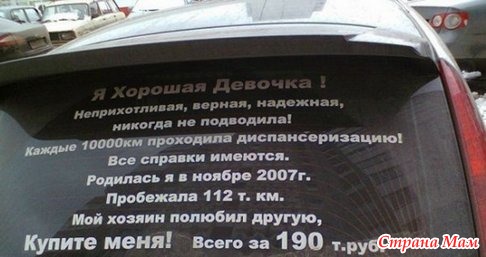 Я Хорошая Девочка !
Неприхотливая, верная, надежная,
никогда не подводила!
Каждые 10000км проходила диспансеризацию!
Все справки имеются.
Родилась я в ноябре 2007г.
Пробежала 112 т. км.
Мой хозяин полюбил другую,
Купите меня! Всего за 190 т.руб.
Страна Мам